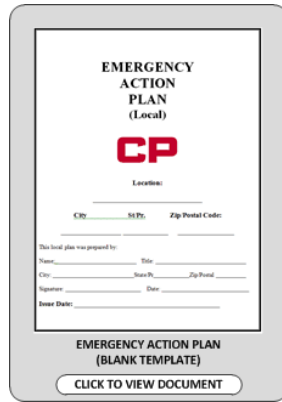 EMERGENCY
ACTION
PLAN
(Local)
CP
Location:
City St/Pr. Zip Postal Code:
This local plan was prepared by:
Name: Title:
City: State/Pr. Zip/Postal
Signature: Date:
Issue Date:
EMERGENCY ACTION PLAN
(BLANK TEMPLATE)
CLICK TO VIEW DOCUMENT